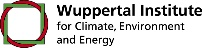 Wuppertal Institute
for Climate, Environment
and Energy